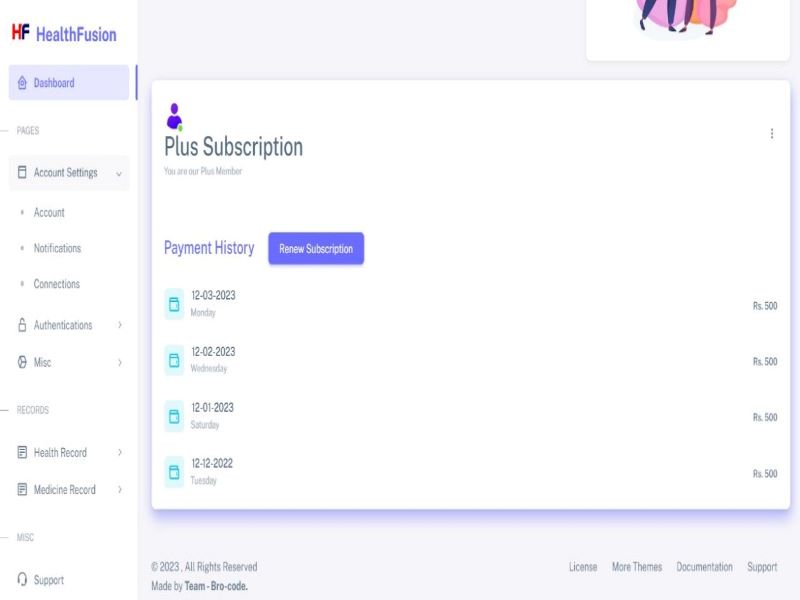 HF HealthFusion
Dashboard
PAGES
Account Settings
Account
Notifications
Connections
Authentications
Misc
RECORDS
Health Record
Medicine Record
MISC
Support
Plus Subscription
You are our Plus Member
Payment History
Renew Subscription
12-03-2023
Monday
Rs. 500
12-02-2023
Wednesday
Rs. 500
12-01-2023
Saturday
Rs. 500
12-12-2022
Tuesday
Rs. 500
© 2023 , All Rights Reserved
Made by Team - Bro-code.
License
More Themes
Documentation
Support